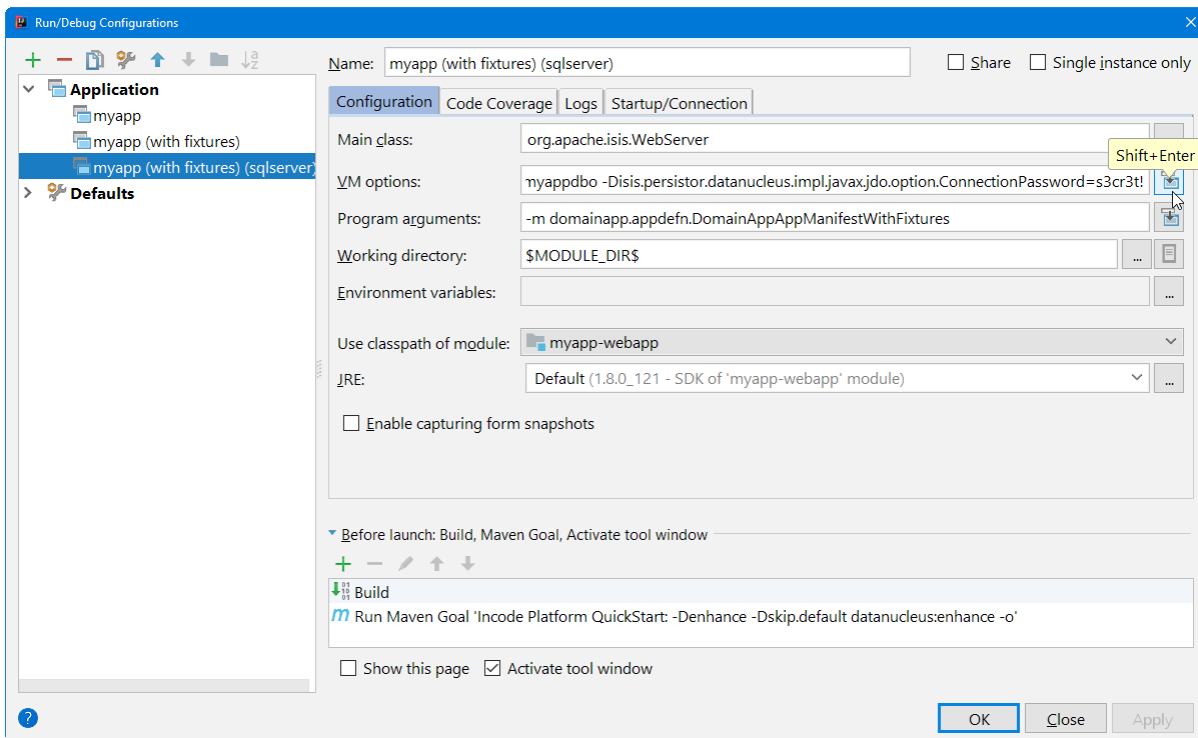 Run/Debug Configurations
Name: myapp (with fixtures) (sqlserver)
Share
Single instance only
Application
myapp
myapp (with fixtures)
myapp (with fixtures) (sqlserver)
Defaults
Configuration
Code Coverage
Logs
Startup/Connection
Main class: org.apache.isis.WebServer
Shift+Enter
VM options: myappdbo -Disis.persistor.datanucleus.impl.javax.jdo.option.ConnectionPassword=s3cr3t!
Program arguments: -m domainapp.appdefn.DomainAppAppManifestWithFixtures
Working directory: $MODULE_DIR$ ...
Environment variables: ...
Use classpath of module: myapp-webapp
JRE: Default (1.8.0_121 - SDK of 'myapp-webapp' module) ...
Enable capturing form snapshots
Before launch: Build, Maven Goal, Activate tool window
Build
Run Maven Goal 'Incode Platform QuickStart: -Denhance -Dskip.default datanucleus:enhance -o'
Show this page
Activate tool window
?
OK
Close
Apply